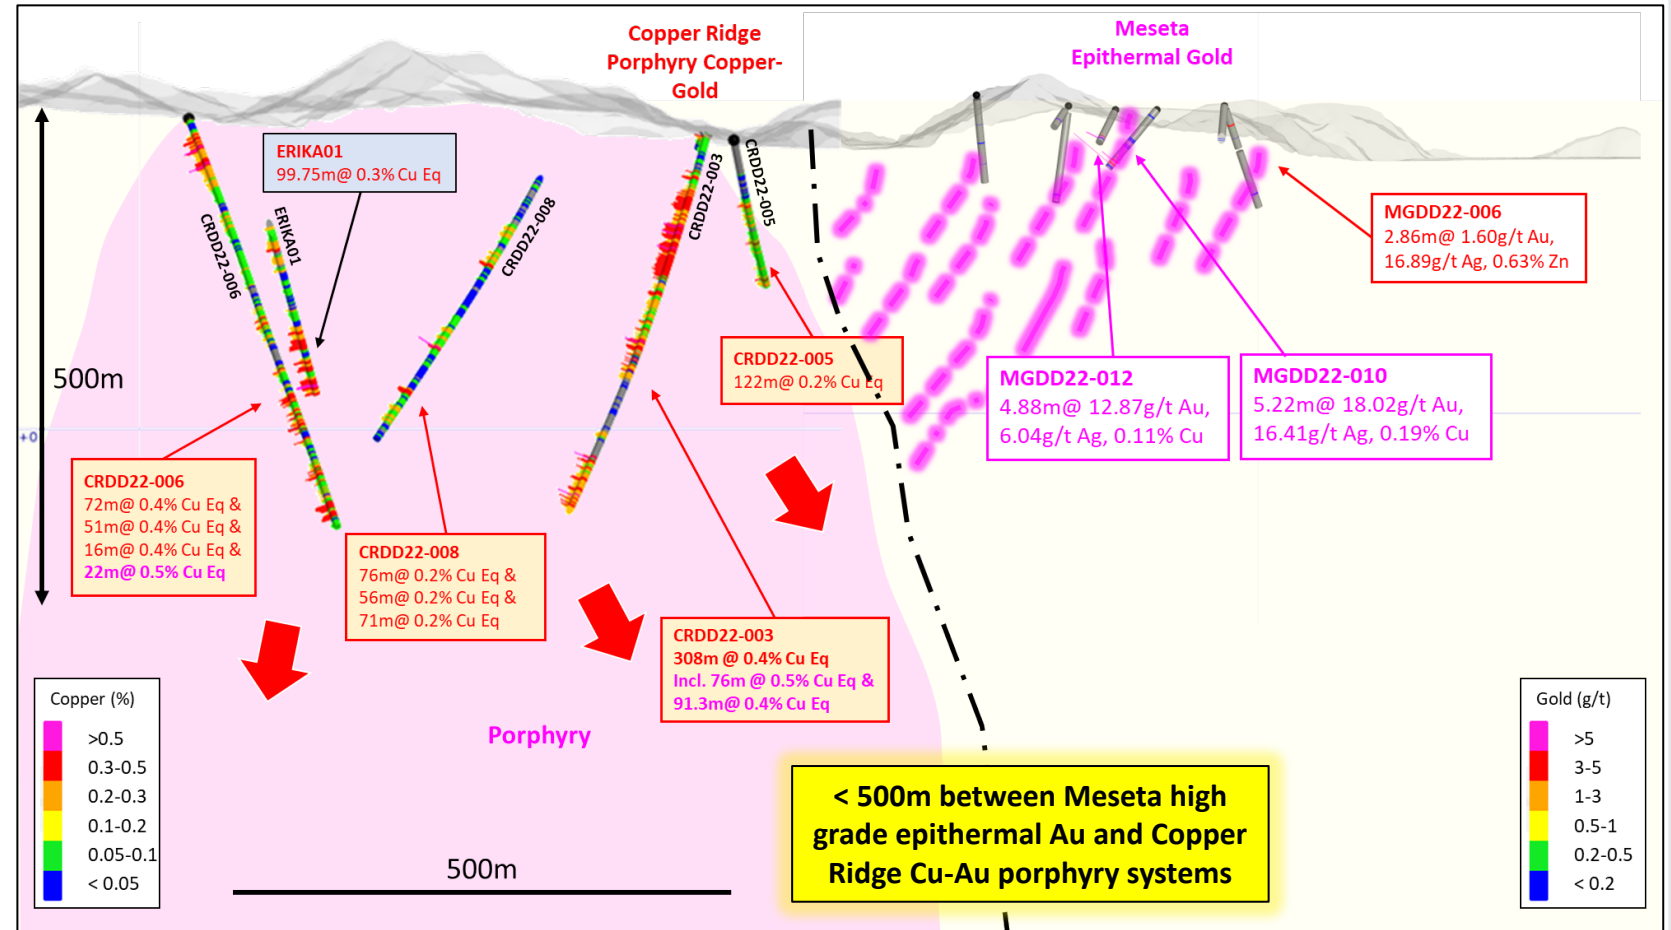 Copper Ridge
Porphyry Copper-
Gold
Meseta
Epithermal Gold
ERIKA01
99.75m@ 0.3% Cu Eq
CRDD22-006
ERIKA01
CRDD22-008
CRDD22-003
CRDD22-005
MGDD22-006
2.86m@ 1.60g/t Au,
16.89g/t Ag, 0.63% Zn
500m
CRDD22-005
122m@ 0.2% Cu Eq
MGDD22-012
4.88m@ 12.87g/t Au,
6.04g/t Ag, 0.11% Cu
MGDD22-010
5.22m@ 18.02g/t Au,
16.41g/t Ag, 0.19% Cu
+0
CRDD22-006
72m@ 0.4% Cu Eq &
51m@ 0.4% Cu Eq &
16m@ 0.4% Cu Eq &
22m@ 0.5% Cu Eq
CRDD22-008
76m@ 0.2% Cu Eq &
56m@ 0.2% Cu Eq &
71m@ 0.2% Cu Eq
CRDD22-003
308m @ 0.4% Cu Eq
Incl. 76m @ 0.5% Cu Eq &
91.3m@ 0.4% Cu Eq
Copper (%)
>0.5
0.3-0.5
0.2-0.3
0.1-0.2
0.05-0.1
< 0.05
Porphyry
500m
< 500m between Meseta high
grade epithermal Au and Copper
Ridge Cu-Au porphyry systems
Gold (g/t)
>5
3-5
1-3
0.5-1
0.2-0.5
< 0.2